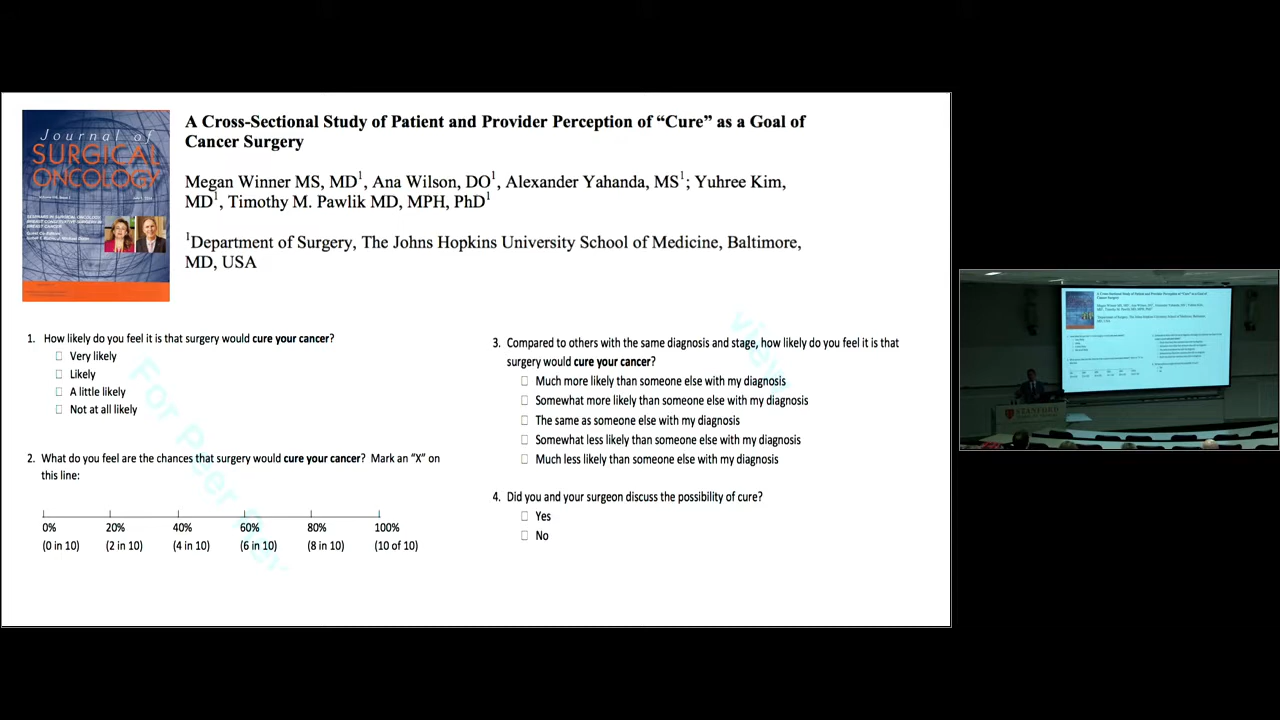 Journal of
SURGICAL
ONCOLOGY
A Cross-Sectional Study of Patient and Provider Perception of “Cure” as a Goal of
Cancer Surgery
Megan Winner MS, MD1, Ana Wilson, DO1, Alexander Yahanda, MS1; Yuhree Kim,
MD1, Timothy M. Pawlik MD, MPH, PhD1
1Department of Surgery, The Johns Hopkins University School of Medicine, Baltimore,
MD, USA
1. How likely do you feel it is that surgery would cure your cancer?
Very likely
Likely
A little likely
Not at all likely
2. What do you feel are the chances that surgery would cure your cancer? Mark an “X” on
this line:
0% 20% 40% 60% 80% 100%
(0 in 10) (2 in 10) (4 in 10) (6 in 10) (8 in 10) (10 of 10)
For Peer
3. Compared to others with the same diagnosis and stage, how likely do you feel it is that
surgery would cure your cancer?
Much more likely than someone else with my diagnosis
Somewhat more likely than someone else with my diagnosis
The same as someone else with my diagnosis
Somewhat less likely than someone else with my diagnosis
Much less likely than someone else with my diagnosis
4. Did you and your surgeon discuss the possibility of cure?
Yes
No
STANFORD